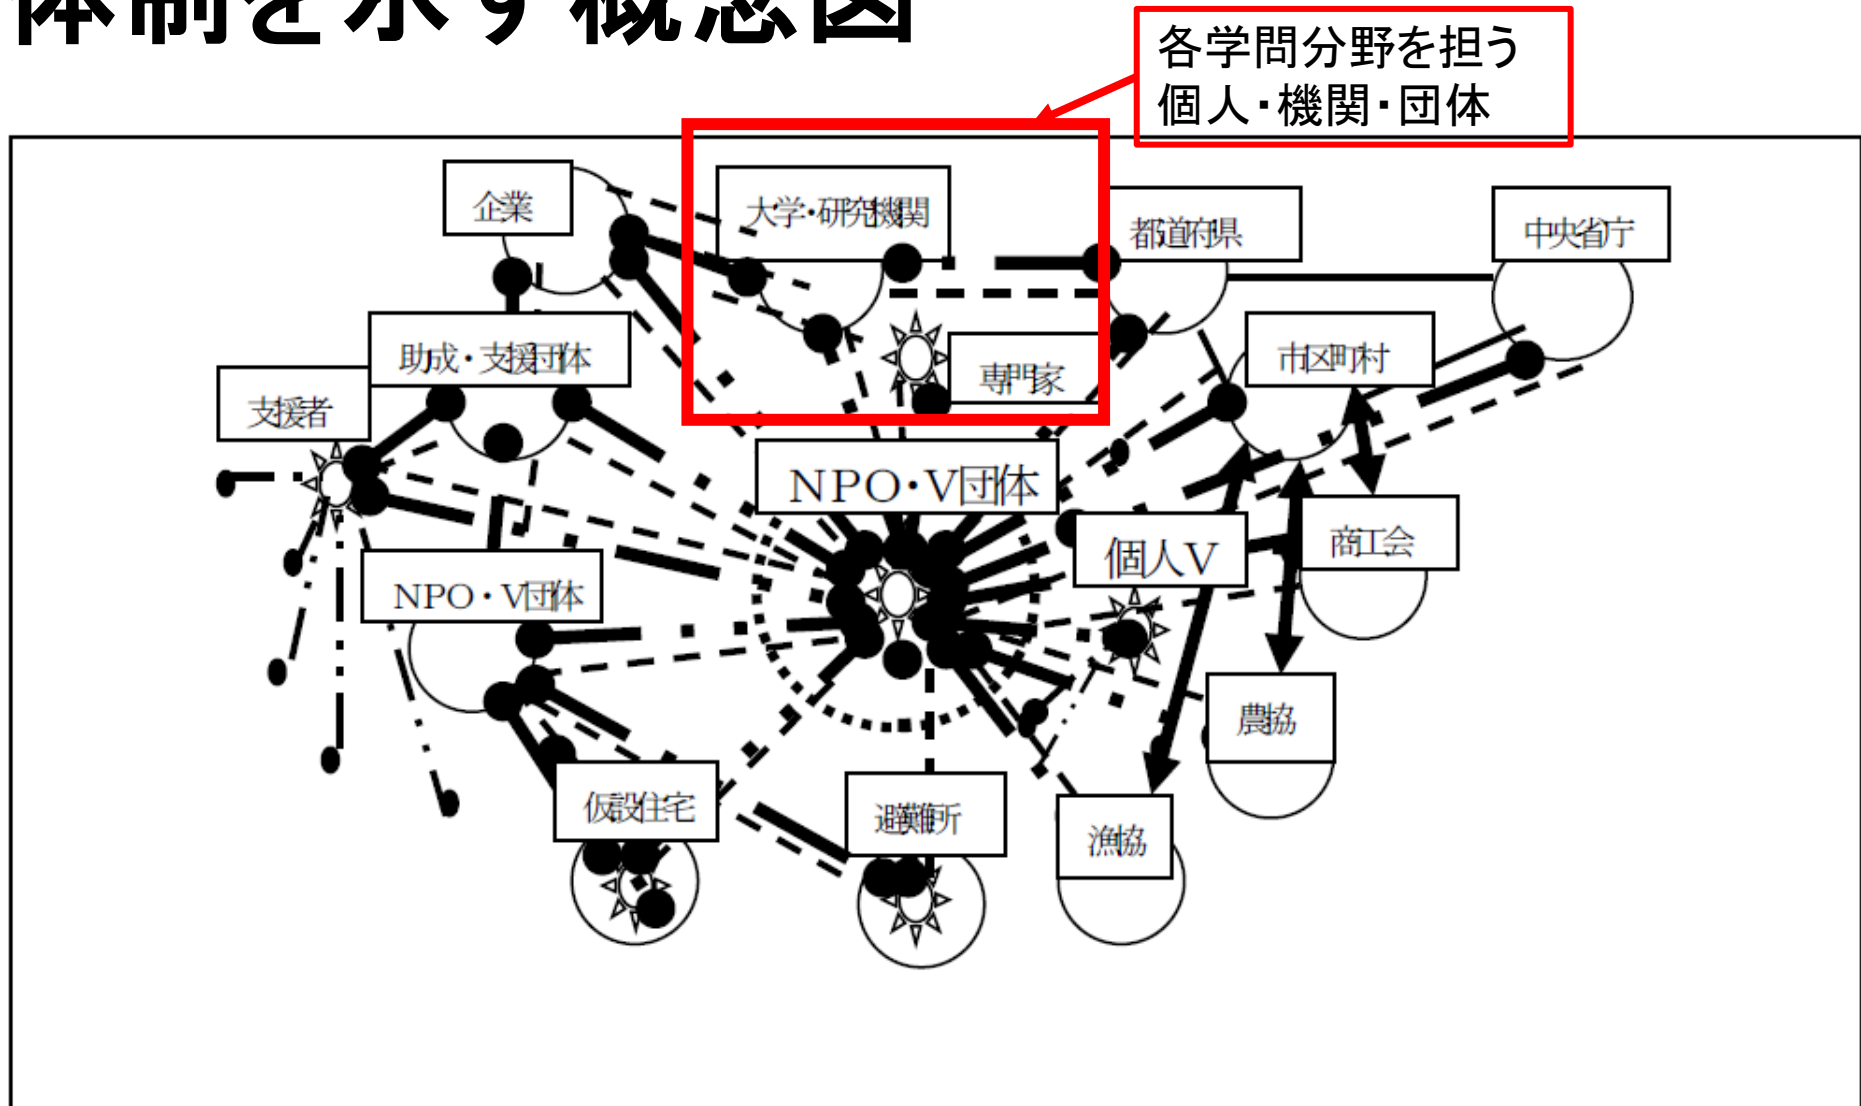 体制を示す概念図
各学問分野を担う
個人・機関・団体
企業
大学・研究機関
都道府県
中央省庁
助成・支援団体
専門家
市区町村
支援者
NPO・V団体
個人V
商工会
NPO・V団体
農協
仮設住宅
避難所
漁協